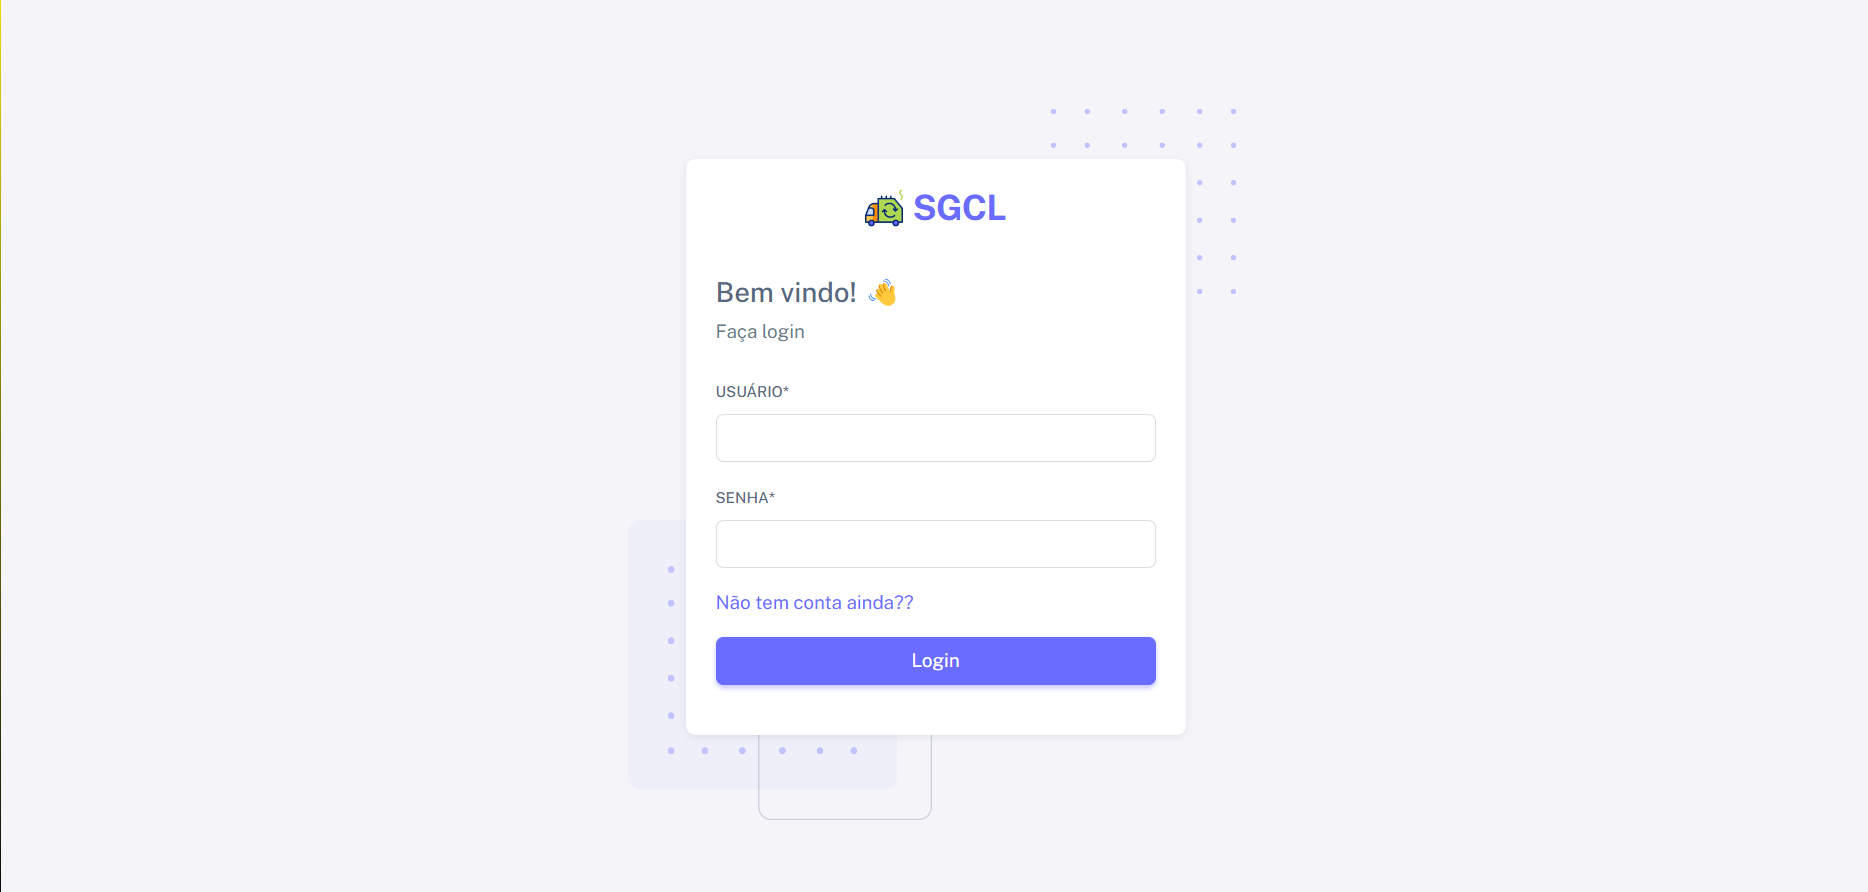 SGCL
Bem vindo! 👋
Faça login
USUÁRIO*
SENHA*
Não tem conta ainda??
Login